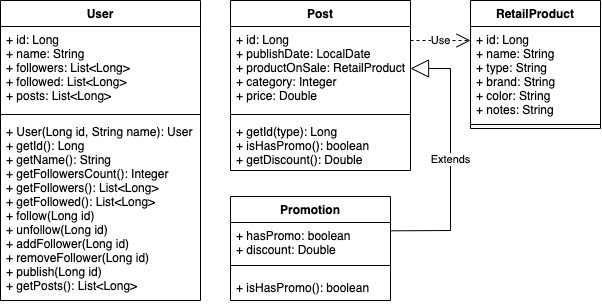 User
+ id: Long
+ name: String
+ followers: List<Long>
+ followed: List<Long>
+ posts: List<Long>
+ User(Long id, String name): User
+ getId(): Long
+ getName(): String
+ getFollowersCount(): Integer
+ getFollowers(): List<Long>
+ getFollowed(): List<Long>
+ follow(Long id)
+ unfollow(Long id)
+ addFollower(Long id)
+ removeFollower(Long id)
+ publish(Long id)
+ getPosts(): List<Long>
Post
+ id: Long
+ publishDate: LocalDate
+ productOnSale: RetailProduct
+ category: Integer
+ price: Double
+ getId(type): Long
+ isHasPromo(): boolean
+ getDiscount(): Double
Use
RetailProduct
+ id: Long
+ name: String
+ type: String
+ brand: String
+ color: String
+ notes: String
Extends
Promotion
+ hasPromo: boolean
+ discount: Double
+ isHasPromo(): boolean